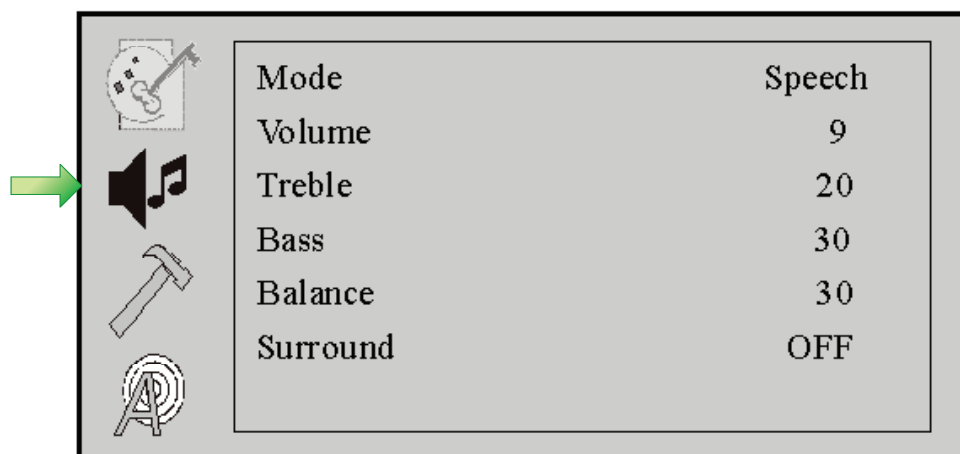 Mode Speech
Volume 9
Treble 20
Bass 30
Balance 30
Surround OFF